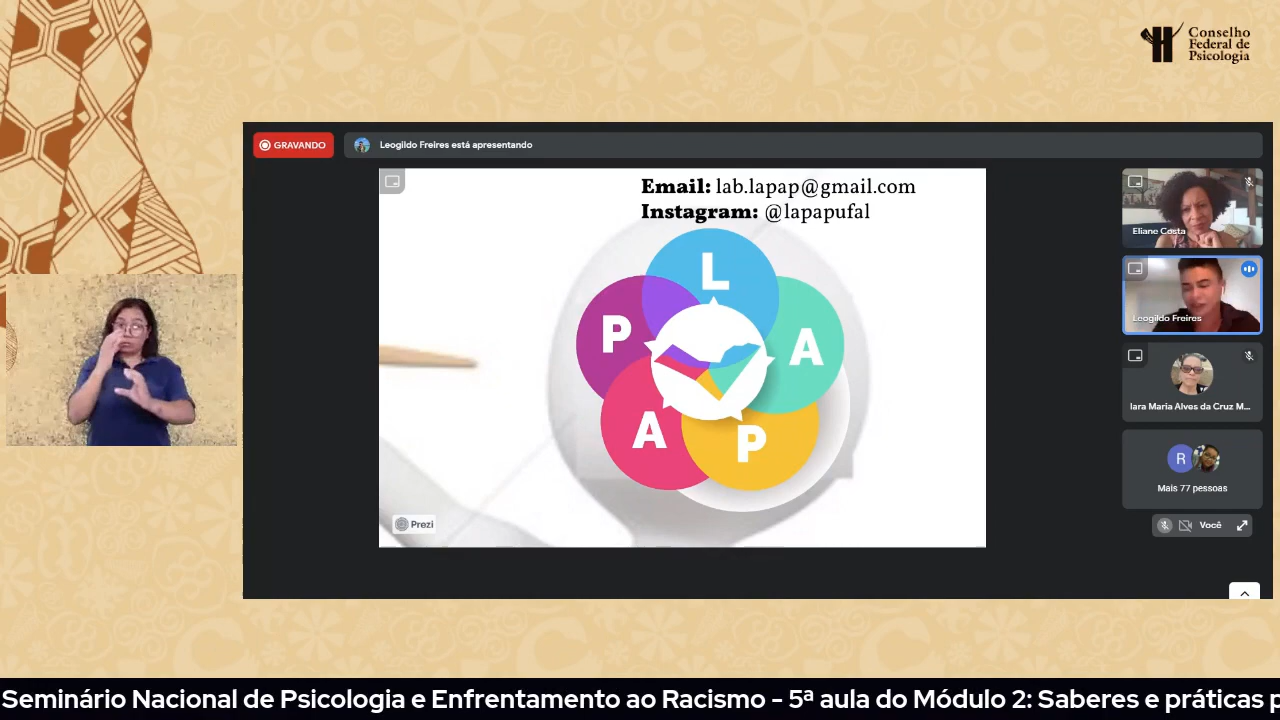 Conselho
Federal de
Psicologia
GRAVANDO
Leogildo Freires está apresentando
Email: lab.lapap@gmail.com
Instagram: @lapapufal
L
A
P
A
P
Prezi
Eliane Costa
Leogildo Freires
Iara Maria Alves da Cruz M...
R
Mais 77 pessoas
Você
Seminário Nacional de Psicologia e Enfrentamento ao Racismo - 5ª aula do Módulo 2: Saberes e práticas p